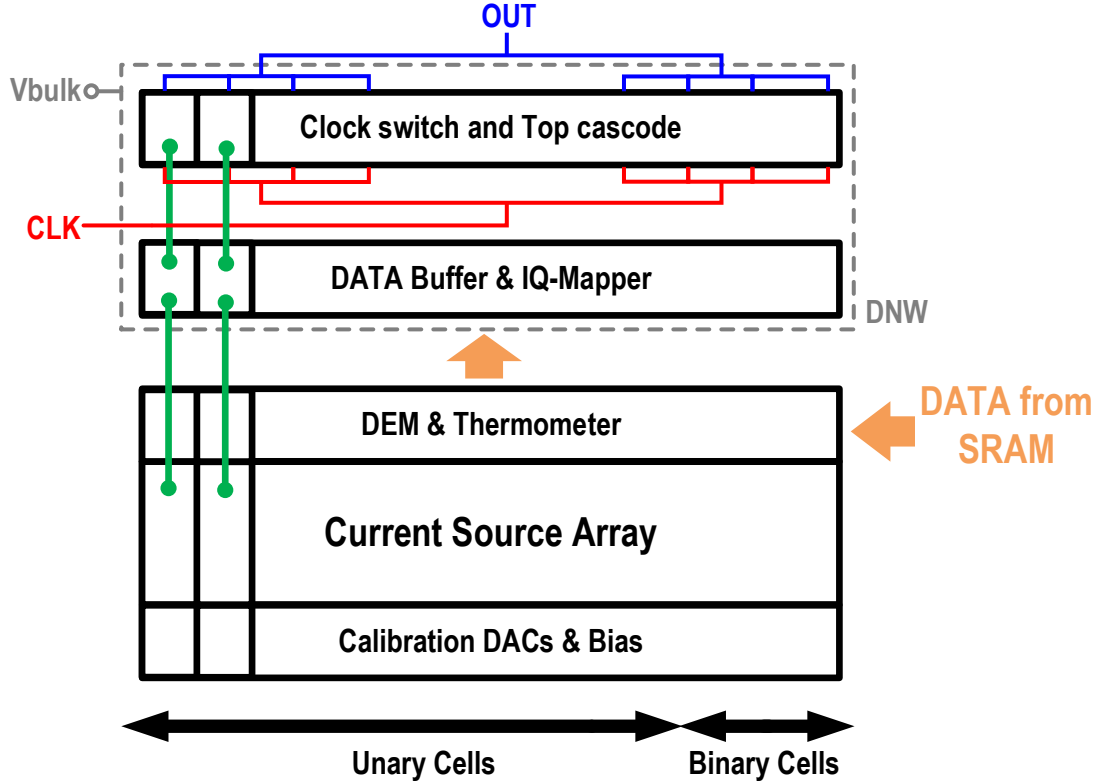 OUT
Vbulk
Clock switch and Top cascode
CLK
DATA Buffer & IQ-Mapper
DNW
DEM & Thermometer
DATA from
SRAM
Current Source Array
Calibration DACs & Bias
Unary Cells
Binary Cells